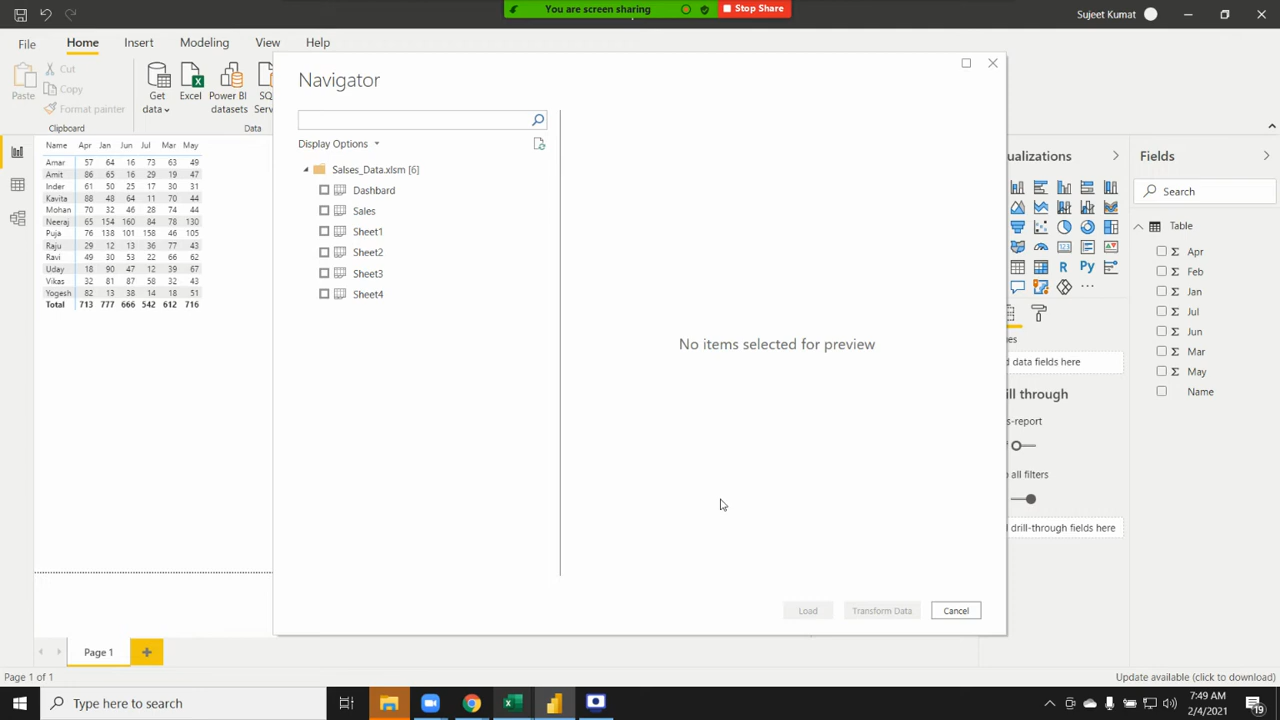 You are screen sharing
Stop Share
Sujeet Kumat
File
Home
Insert
Modeling
View
Help
Paste
Cut
Copy
Format painter
Clipboard
Get data
Excel
Power BI datasets
Data
Navigator
Display Options
Salses_Data.xlsm [6]
Dashbard
Sales
Sheet1
Sheet2
Sheet3
Sheet4
No items selected for preview
Load
Transform Data
Cancel
Name Apr Jan Jun Jul Mar May
Amar 57 64 16 73 63 49
Amit 86 65 16 29 19 47
Inder 61 50 25 17 30 31
Kavita 88 48 64 11 70 44
Mohan 70 32 46 28 74 44
Neeraj 65 154 160 84 78 130
Puja 76 138 101 158 46 105
Raju 29 12 13 36 77 43
Ravi 49 30 53 22 66 62
Uday 18 90 47 12 39 67
Vikas 32 81 87 58 32 43
Yogesh 82 13 38 14 18 51
Total 713 777 666 542 612 716
ualizations
R
Py
es
d data fields here
ill through
s-report
all filters
drill-through fields here
Fields
Search
Table
Apr
Feb
Jan
Jul
Jun
Mar
May
Name
Page 1
Page 1 of 1
Update available (click to download)
Type here to search
7:49 AM
2/4/2021
19